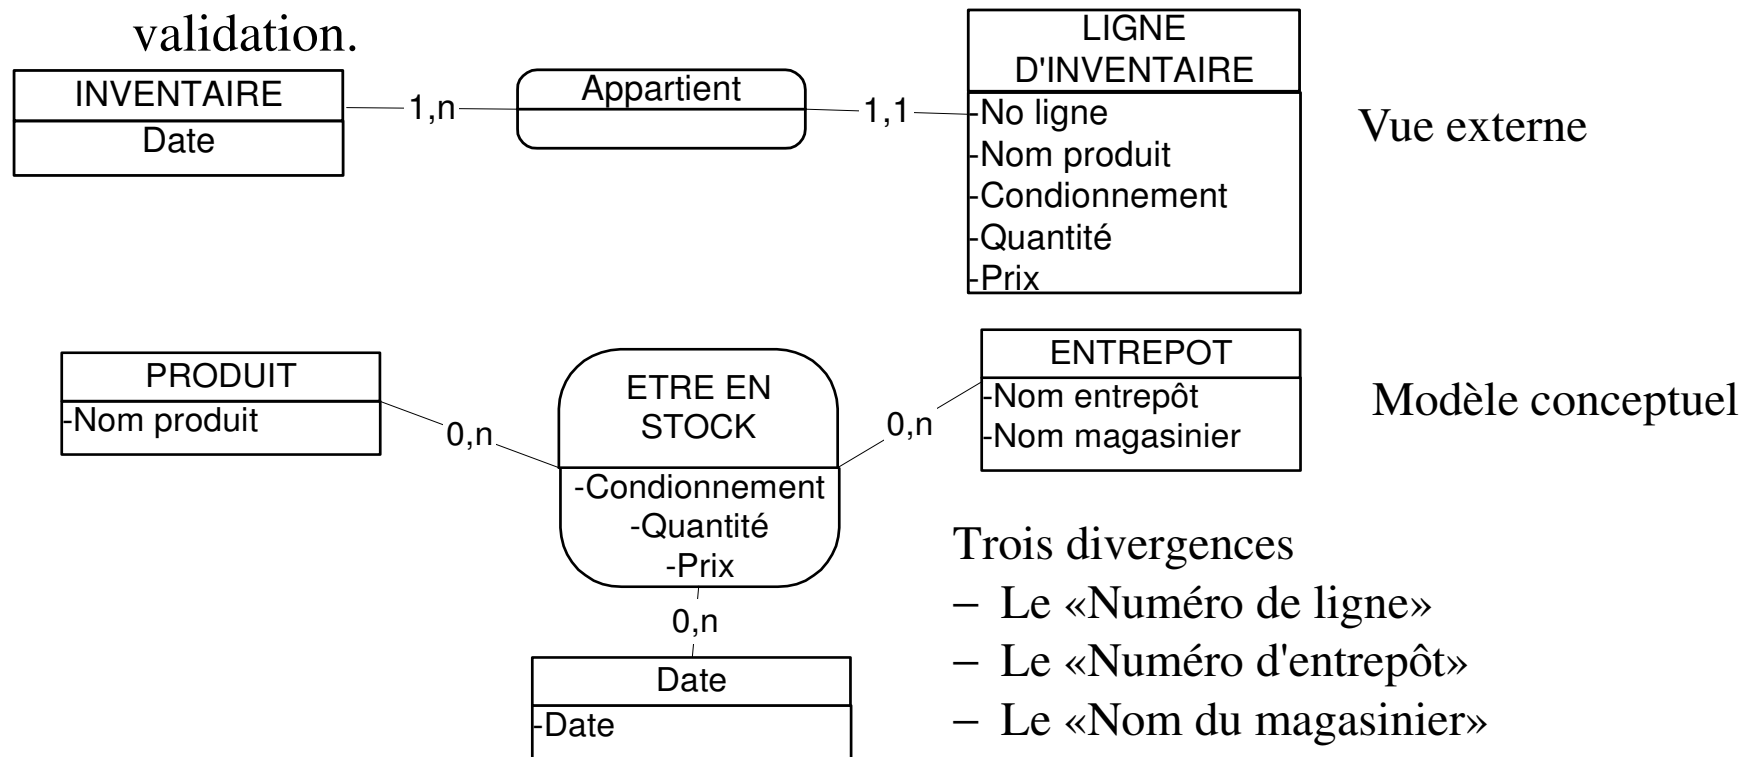 validation.
INVENTAIRE
Date
1,n
Appartient
1,1
LIGNE
D'INVENTAIRE
-No ligne
-Nom produit
-Condionnement
-Quantité
-Prix
Vue externe
PRODUIT
-Nom produit
0,n
ETRE EN
STOCK
-Condionnement
-Quantité
-Prix
0,n
ENTREPOT
-Nom entrepôt
-Nom magasinier
Modèle conceptuel
0,n
Date
-Date
Trois divergences
– Le «Numéro de ligne»
– Le «Numéro d'entrepôt»
– Le «Nom du magasinier»